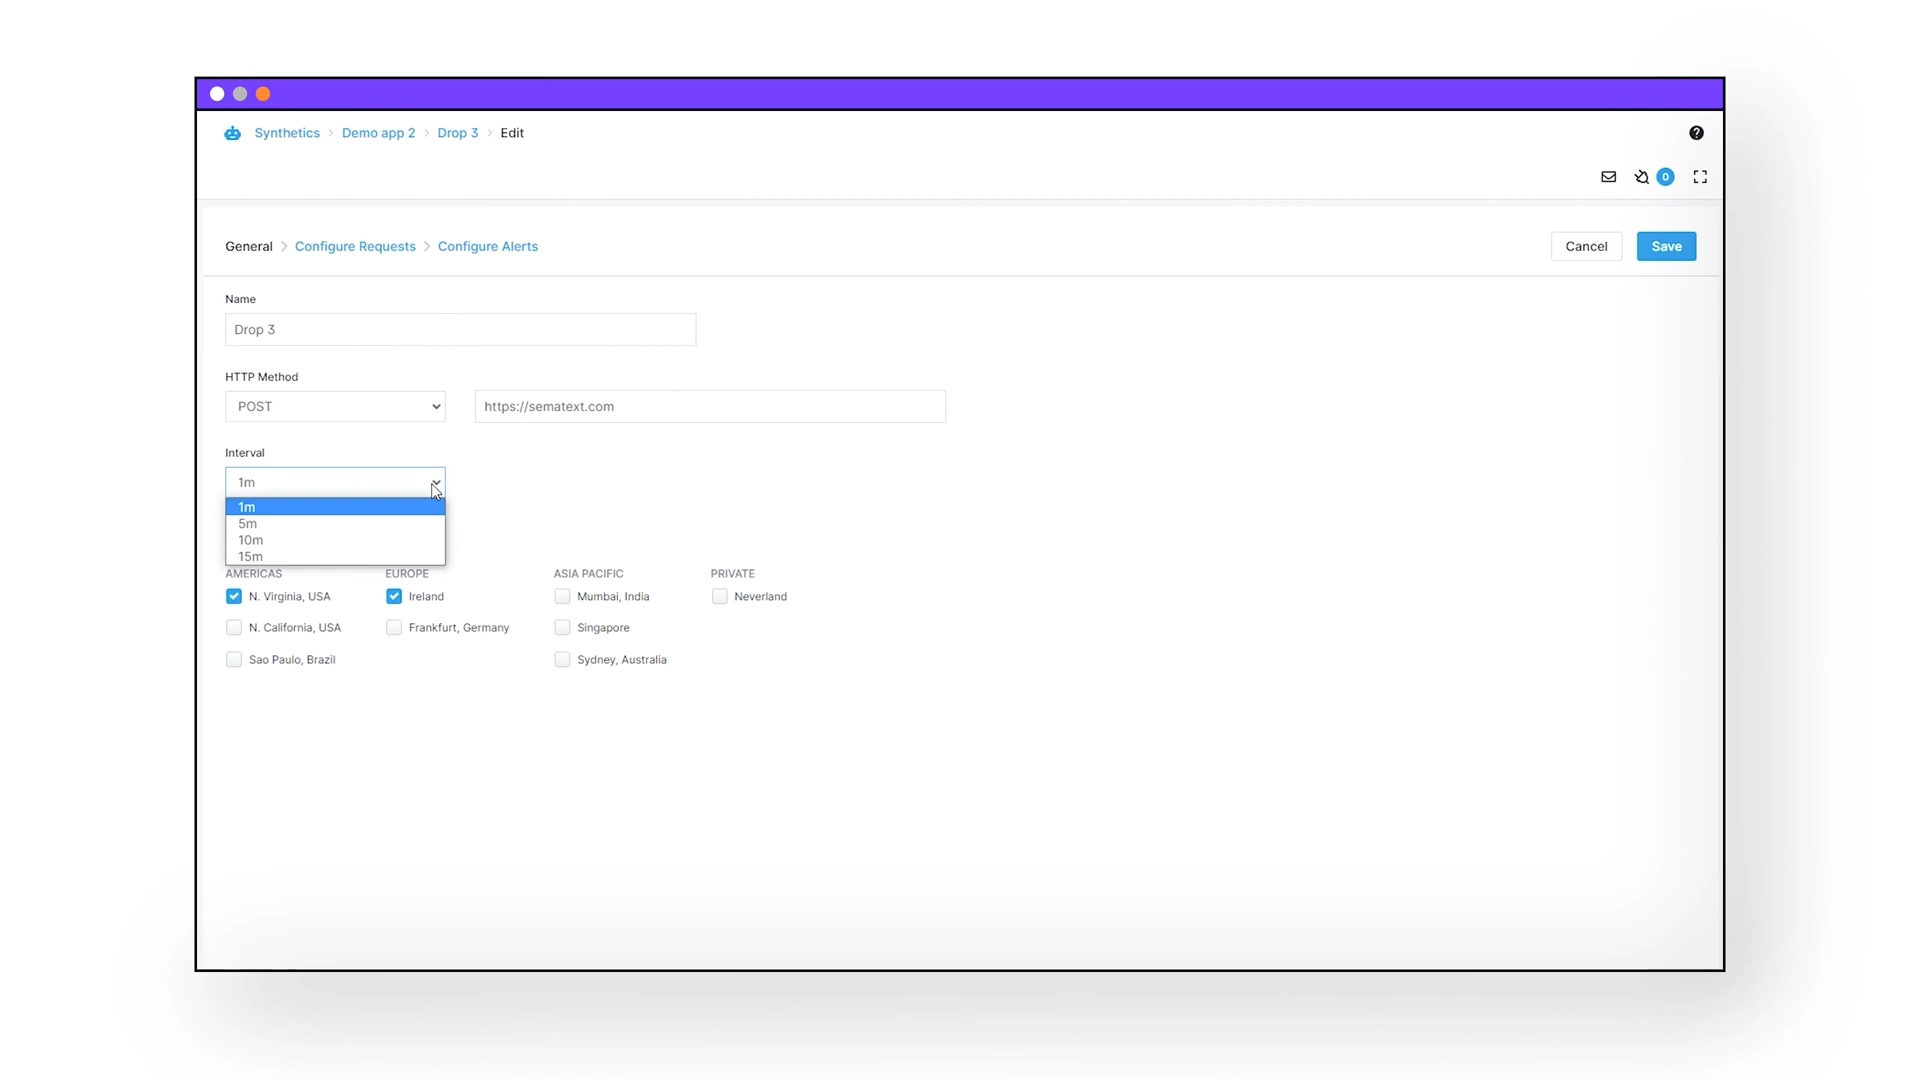 Synthetics > Demo app 2 > Drop 3 > Edit
?
0
General > Configure Requests > Configure Alerts
Cancel Save
Name
Drop 3
HTTP Method
POST https://sematext.com
Interval
1m
1m
5m
10m
15m
AMERICAS EUROPE ASIA PACIFIC PRIVATE
N. Virginia, USA Ireland Mumbai, India Neverland
N. California, USA Frankfurt, Germany Singapore
Sao Paulo, Brazil Sydney, Australia